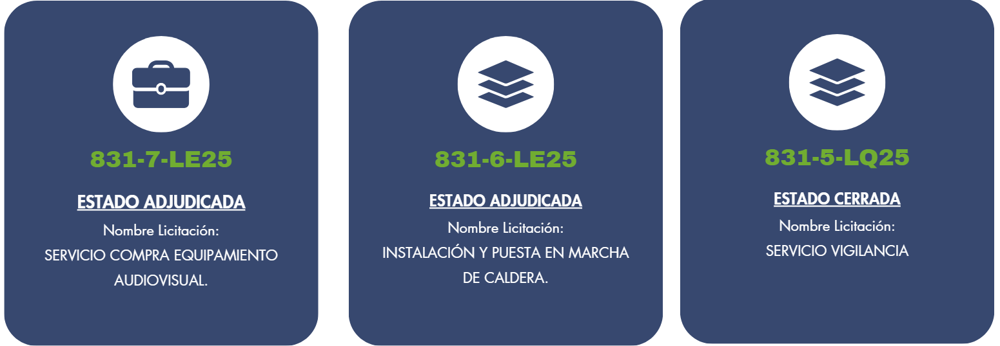 831-7-LE25
ESTADO ADJUDICADA
Nombre Licitación:
SERVICIO COMPRA EQUIPAMIENTO
AUDIOVISUAL.
831-6-LE25
ESTADO ADJUDICADA
Nombre Licitación:
INSTALACIÓN Y PUESTA EN MARCHA
DE CALDERA.
831-5-LQ25
ESTADO CERRADA
Nombre Licitación:
SERVICIO VIGILANCIA